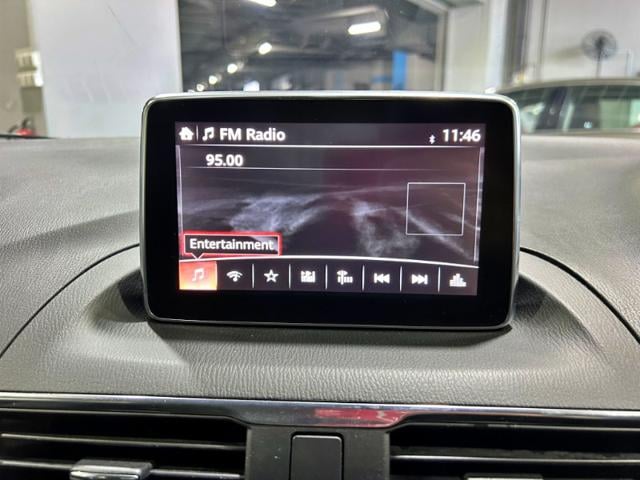 FM Radio 11:46
95.00
Entertainment